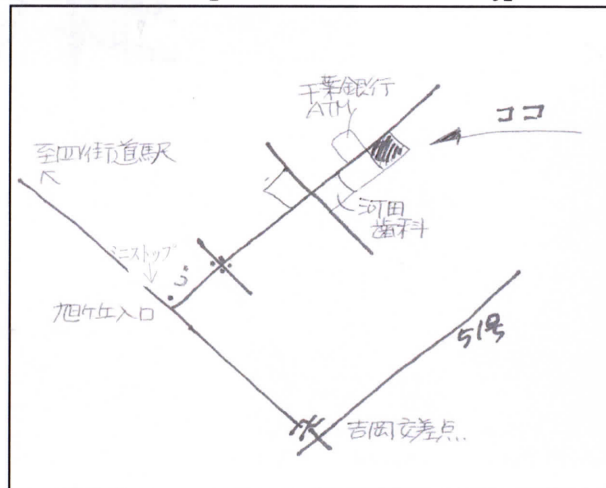 千葉銀行
ATM
ココ
至四街道駅
河田
歯科
ミニストップ
旭ケ丘入口
51号
吉岡交差点